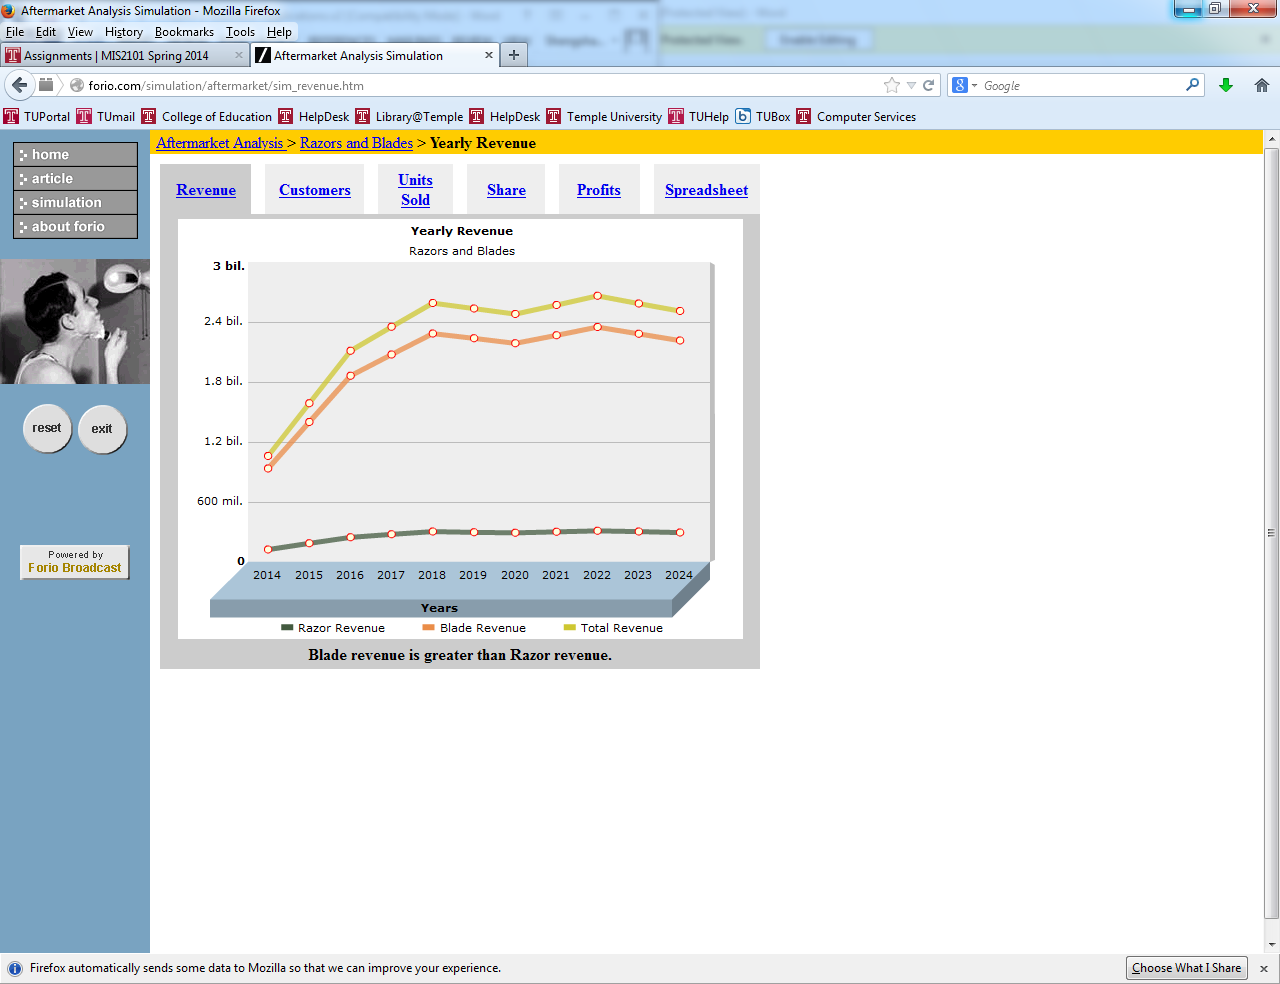 Aftermarket Analysis Simulation - Mozilla Firefox
File Edit View History Bookmarks Tools Help
Assignments | MIS2101 Spring 2014 × Aftermarket Analysis Simulation × +
forio.com/simulation/aftermarket/sim_revenue.htm Google
TUPortal TUmail College of Education HelpDesk Library@Temple HelpDesk Temple University TUHelp TUBox Computer Services
Aftermarket Analysis > Razors and Blades > Yearly Revenue
home
article
simulation
about forio
reset exit
Powered by
Forio Broadcast
Revenue Customers Units Sold Share Profits Spreadsheet
Yearly Revenue
Razors and Blades
3 bil.
2.4 bil.
1.8 bil.
1.2 bil.
600 mil.
0
2014 2015 2016 2017 2018 2019 2020 2021 2022 2023 2024
Years
Razor Revenue Blade Revenue Total Revenue
Blade revenue is greater than Razor revenue.
Firefox automatically sends some data to Mozilla so that we can improve your experience. Choose What I Share ×